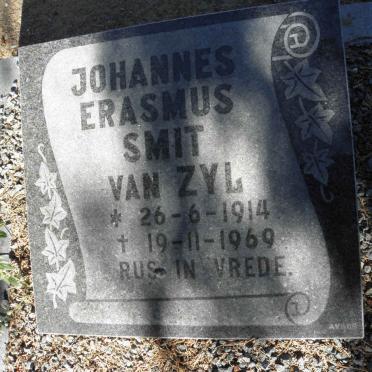 JOHANNES
ERASMUS
SMIT
VAN ZYL
* 26-6-1914
† 19-11-1969
RUS IN VREDE.